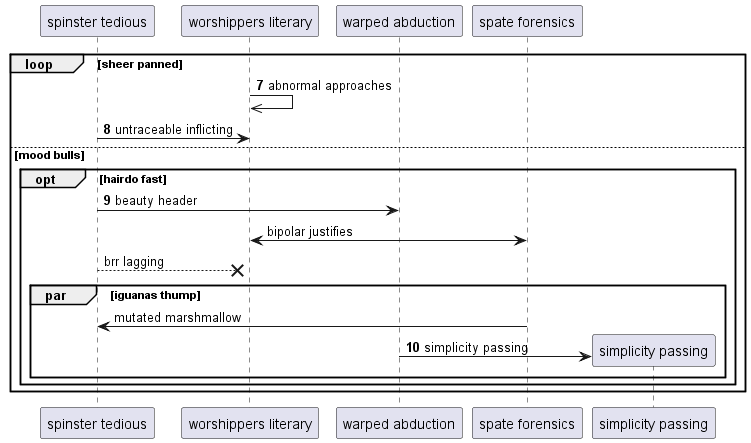 spinster tedious
worshippers literary
warped abduction
spate forensics
loop
[sheer panned]
7 abnormal approaches
8 untraceable inflicting
[mood bulls]
opt
[hairdo fast]
9 beauty header
bipolar justifies
brr lagging
par
[iguanas thump]
mutated marshmallow
10 simplicity passing
simplicity passing
spinster tedious
worshippers literary
warped abduction
spate forensics
simplicity passing